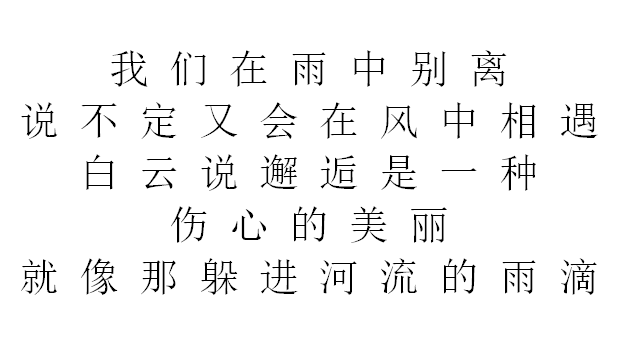 我们在雨中别离
说不定又会在风中相遇
白云说邂逅是一种
伤心的美丽
就像那躲进河流的雨滴